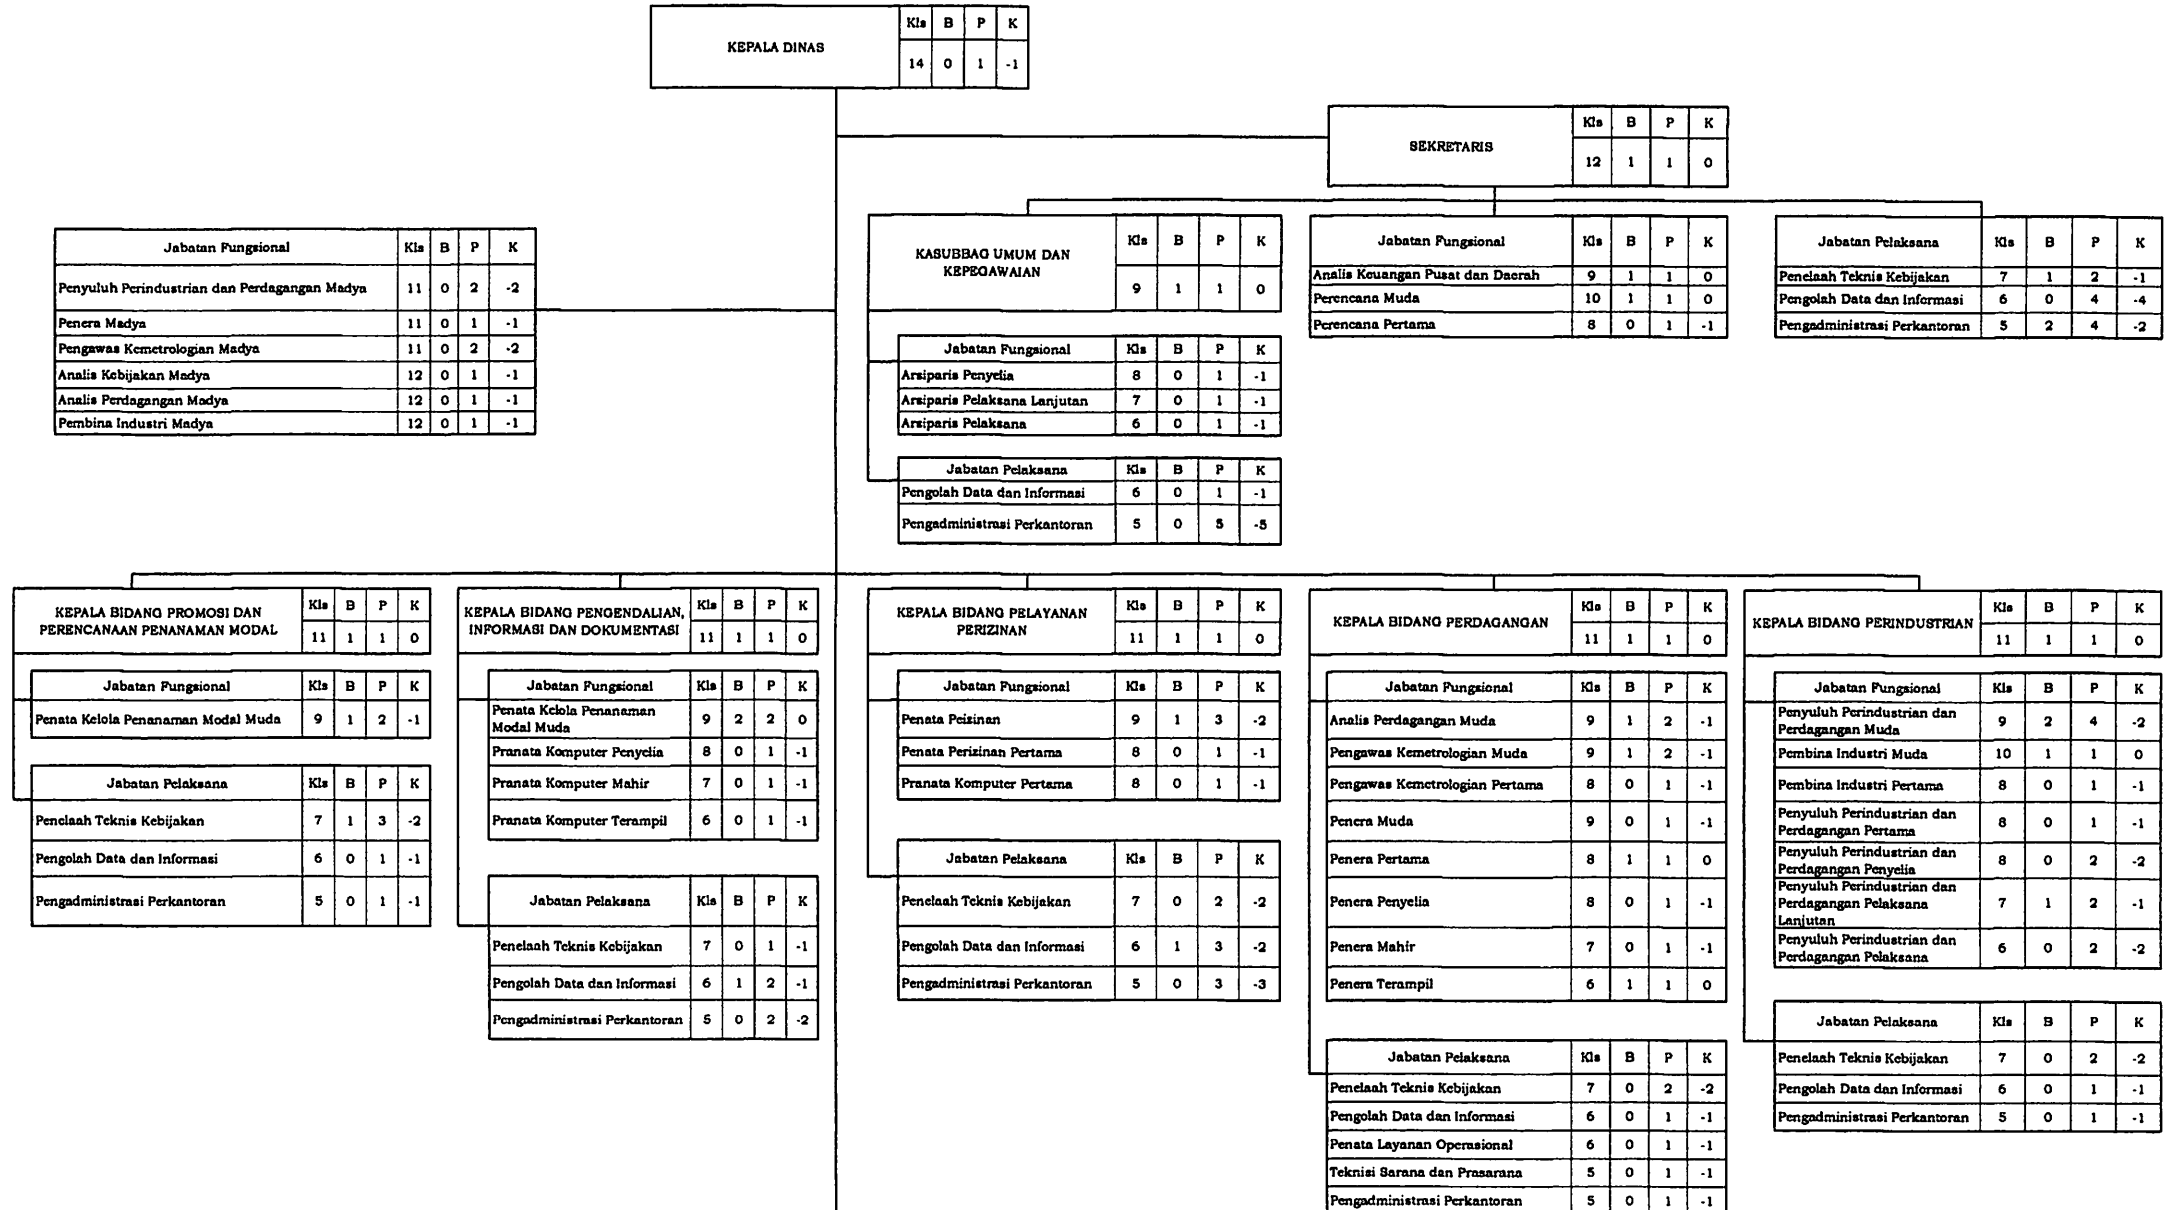 KEPALA DINAS Kls B P K
14 0 1 -1
SEKRETARIS Kls B P K
12 1 1 0
Jabatan Fungsional Kls B P K
Penyuluh Perindustrian dan Perdagangan Madya 11 0 2 -2
Penera Madya 11 0 1 -1
Pengawas Kemetrologian Madya 11 0 2 -2
Analis Kebijakan Madya 12 0 1 -1
Analis Perdagangan Madya 12 0 1 -1
Pembina Industri Madya 12 0 1 -1
KASUBBAG UMUM DAN
KEPEGAWAIAN
Kls B P K
9 1 1 0
Jabatan Fungsional Kls B P K
Arsiparis Penyelia 8 0 1 -1
Arsiparis Pelaksana Lanjutan 7 0 1 -1
Arsiparis Pelaksana 6 0 1 -1
Jabatan Pelaksana Kls B P K
Pengolah Data dan Informasi 6 0 1 -1
Pengadministrasi Perkantoran 5 0 5 -5
Jabatan Fungsional Kls B P K
Analis Keuangan Pusat dan Daerah 9 1 1 0
Perencana Muda 10 1 1 0
Perencana Pertama 8 0 1 -1
Jabatan Pelaksana Kls B P K
Penelaah Teknis Kebijakan 7 1 2 -1
Pengolah Data dan Informasi 6 0 4 -4
Pengadministrasi Perkantoran 5 2 4 -2
KEPALA BIDANG PROMOSI DAN
PERENCANAAN PENANAMAN MODAL
Kls B P K
11 1 1 0
Jabatan Fungsional Kls B P K
Penata Kelola Penanaman Modal Muda 9 1 2 -1
Jabatan Pelaksana Kls B P K
Penelaah Teknis Kebijakan 7 1 3 -2
Pengolah Data dan Informasi 6 0 1 -1
Pengadministrasi Perkantoran 5 0 1 -1
KEPALA BIDANG PENGENDALIAN,
INFORMASI DAN DOKUMENTASI
Kls B P K
11 1 1 0
Jabatan Fungsional Kls B P K
Penata Kelola Penanaman
Modal Muda 9 2 2 0
Pranata Komputer Penyelia 8 0 1 -1
Pranata Komputer Mahir 7 0 1 -1
Pranata Komputer Terampil 6 0 1 -1
Jabatan Pelaksana Kls B P K
Penelaah Teknis Kebijakan 7 0 1 -1
Pengolah Data dan Informasi 6 1 2 -1
Pengadministrasi Perkantoran 5 0 2 -2
KEPALA BIDANG PELAYANAN
PERIZINAN
Kls B P K
11 1 1 0
Jabatan Fungsional Kls B P K
Penata Peisinan 9 1 3 -2
Penata Perizinan Pertama 8 0 1 -1
Pranata Komputer Pertama 8 0 1 -1
Jabatan Pelaksana Kls B P K
Penelaah Teknis Kebijakan 7 0 2 -2
Pengolah Data dan Informasi 6 1 3 -2
Pengadministrasi Perkantoran 5 0 3 -3
KEPALA BIDANG PERDAGANGAN Kls B P K
11 1 1 0
Jabatan Fungsional Kls B P K
Analis Perdagangan Muda 9 1 2 -1
Pengawas Kemetrologian Muda 9 1 2 -1
Pengawas Kemetrologian Pertama 8 0 1 -1
Penera Muda 9 0 1 -1
Penera Pertama 8 1 1 0
Penera Penyelia 8 0 1 -1
Penera Mahir 7 0 1 -1
Penera Terampil 6 1 1 0
Jabatan Pelaksana Kls B P K
Penelaah Teknis Kebijakan 7 0 2 -2
Pengolah Data dan Informasi 6 0 1 -1
Penata Layanan Operasional 6 0 1 -1
Teknisi Sarana dan Prasarana 5 0 1 -1
Pengadministrasi Perkantoran 5 0 1 -1
KEPALA BIDANG PERINDUSTRIAN Kls B P K
11 1 1 0
Jabatan Fungsional Kls B P K
Penyuluh Perindustrian dan
Perdagangan Muda 9 2 4 -2
Pembina Industri Muda 10 1 1 0
Pembina Industri Pertama 8 0 1 -1
Penyuluh Perindustrian dan
Perdagangan Pertama 8 0 1 -1
Penyuluh Perindustrian dan
Perdagangan Penyelia 8 0 2 -2
Penyuluh Perindustrian dan
Perdagangan Pelaksana 7 1 2 -1
Lanjutan
Penyuluh Perindustrian dan
Perdagangan Pelaksana 6 0 2 -2
Jabatan Pelaksana Kls B P K
Penelaah Teknis Kebijakan 7 0 2 -2
Pengolah Data dan Informasi 6 0 1 -1
Pengadministrasi Perkantoran 5 0 1 -1